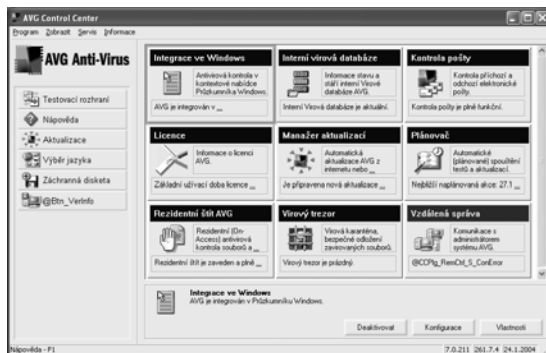 AVG Control Center
Program Zobrazit Servis Informace
AVG Anti-Virus
Testovací rozhraní
Nápověda
Aktualizace
Výběr jazyka
Záchranná disketa
@Btn_VerInfo
Integrace ve Windows
Antivirová kontrola v
kontextové nabídce
Průzkumníka Windows.
AVG je integrován v ...
Interní virová databáze
Informace stavu a
stáří interní Virové
databáze AVG.
Interní Virová databáze je aktuální.
Kontrola pošty
Kontrola příchozí a
odchozí elektronické
pošty.
Kontrola pošty je plně funkční.
Licence
Informace o licenci
AVG.
Základní užívací doba licence ...
Manažer aktualizací
Automatická
aktualizace AVG z
internetu nebo ...
Je připravena nová aktualizace ...
Plánovač
Automatické
(plánované) spouštění
testů a aktualizací.
Nejbližší naplánovaná akce: 27.1 ...
Rezidentní štít AVG
Rezidentní (On-
Access) antivirová
kontrola souborů a ...
Rezidentní štít je zaveden a plně ...
Virový trezor
Virová karanténa,
bezpečné odložení
zavirovaných souborů.
Virový trezor je prázdný.
Vzdálená správa
Komunikace s
administrátorem
systému AVG.
@CCPlg_RemCtrl_S_ConError
Integrace ve Windows
AVG je integrován v Průzkumníku Windows.
Deaktivovat
Konfigurace
Vlastnosti
Nápověda - F1
7.0.211 261.7.4 24.1.2004